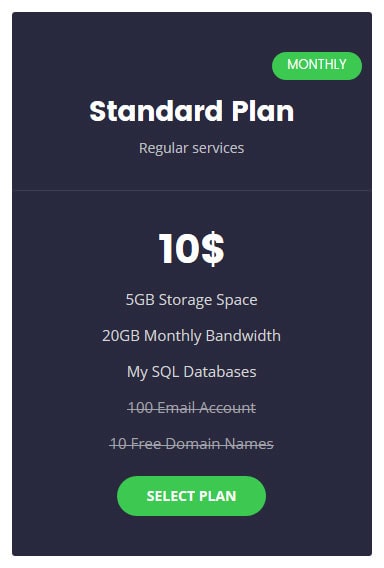 MONTHLY
Standard Plan
Regular services
10$
5GB Storage Space
20GB Monthly Bandwidth
My SQL Databases
100 Email Account
10 Free Domain Names
SELECT PLAN